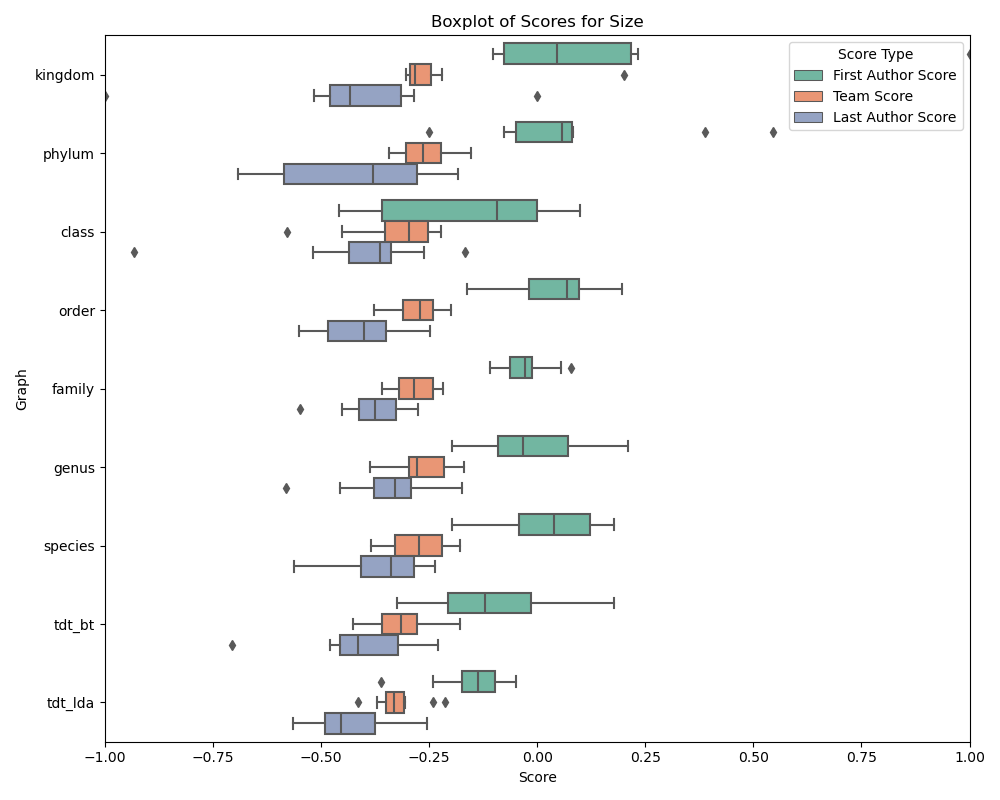 Boxplot of Scores for Size
Score Type
First Author Score
Team Score
Last Author Score
Graph
kingdom
phylum
class
order
family
genus
species
tdt_bt
tdt_lda
−1.00 −0.75 −0.50 −0.25 0.00 0.25 0.50 0.75 1.00
Score